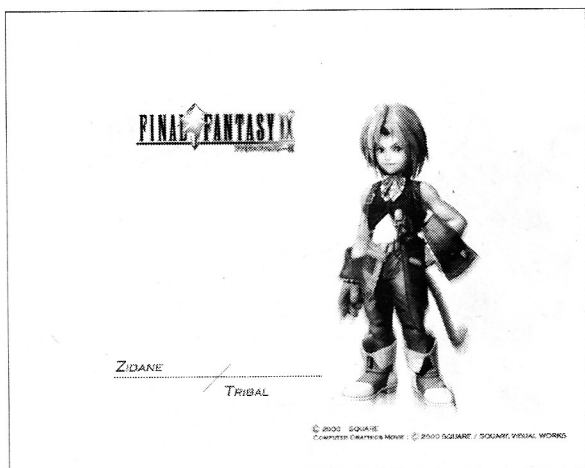 FINAL FANTASY IX
ZIDANE
TRIBAL
© 2000 SQUARE
COMPUTER GRAPHICS MOVIE : © 2000 SQUARE / SQUARE, VISUAL WORKS